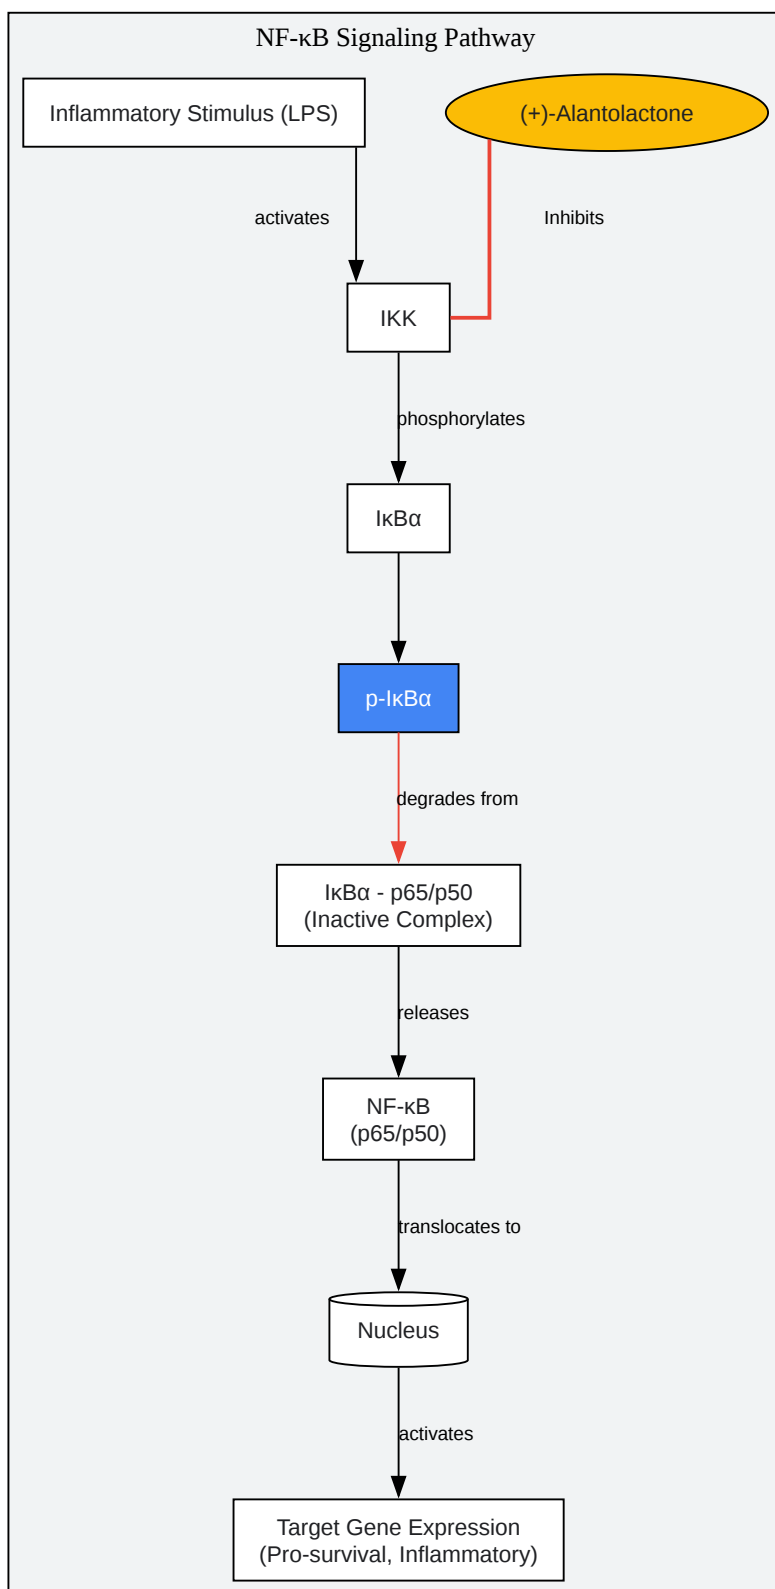 NF-κB Signaling Pathway
Inflammatory Stimulus (LPS)
(+)-Alantolactone
activates
Inhibits
IKK
phosphorylates
IκBα
p-IκBα
degrades from
IκBα - p65/p50
(Inactive Complex)
releases
NF-κB
(p65/p50)
translocates to
Nucleus
activates
Target Gene Expression
(Pro-survival, Inflammatory)